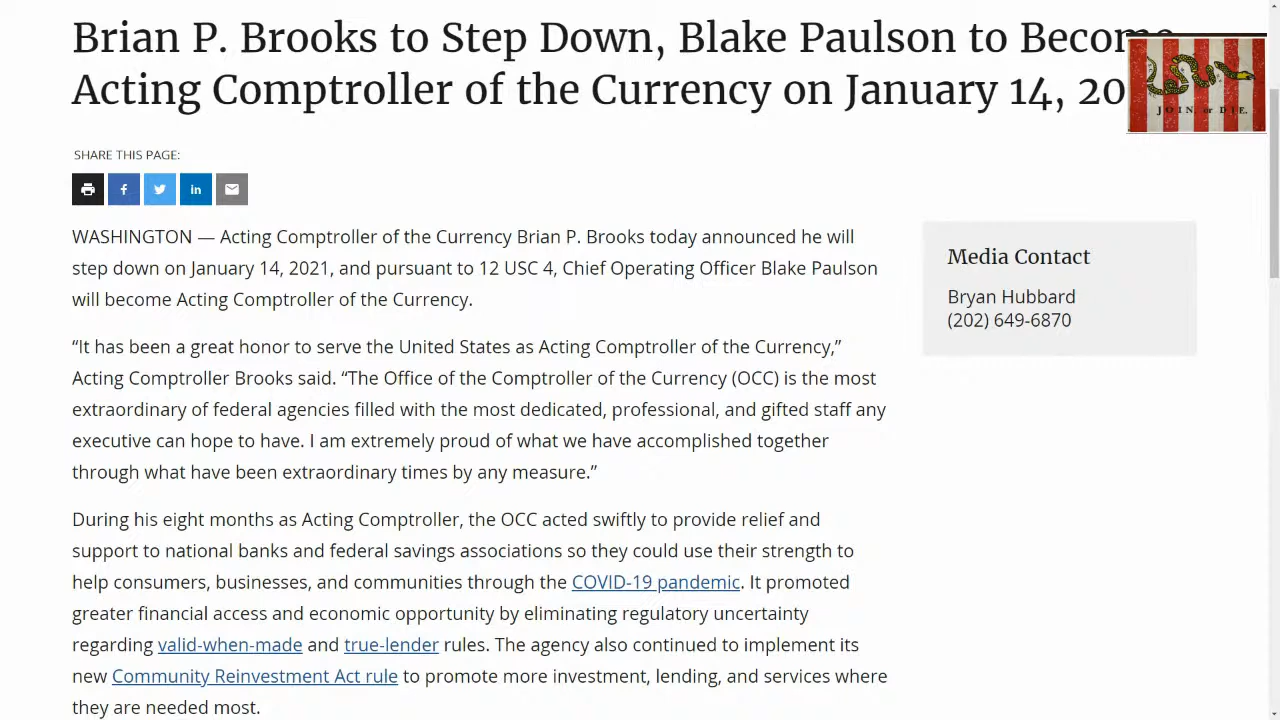 Brian P. Brooks to Step Down, Blake Paulson to Become
Acting Comptroller of the Currency on January 14, 20
JOIN, or DIE.
SHARE THIS PAGE:
f
in
WASHINGTON — Acting Comptroller of the Currency Brian P. Brooks today announced he will
step down on January 14, 2021, and pursuant to 12 USC 4, Chief Operating Officer Blake Paulson
will become Acting Comptroller of the Currency.
Media Contact
Bryan Hubbard
(202) 649-6870
“It has been a great honor to serve the United States as Acting Comptroller of the Currency,”
Acting Comptroller Brooks said. “The Office of the Comptroller of the Currency (OCC) is the most
extraordinary of federal agencies filled with the most dedicated, professional, and gifted staff any
executive can hope to have. I am extremely proud of what we have accomplished together
through what have been extraordinary times by any measure.”
During his eight months as Acting Comptroller, the OCC acted swiftly to provide relief and
support to national banks and federal savings associations so they could use their strength to
help consumers, businesses, and communities through the COVID-19 pandemic. It promoted
greater financial access and economic opportunity by eliminating regulatory uncertainty
regarding valid-when-made and true-lender rules. The agency also continued to implement its
new Community Reinvestment Act rule to promote more investment, lending, and services where
they are needed most.